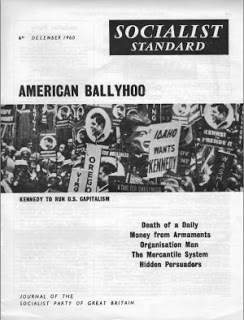 6D DECEMBER 1960
SOCIALIST
STANDARD
AMERICAN BALLYHOO
IDAHO
WANTS
KENNEDY
OREGO
KENNEDY TO RUN U.S. CAPITALISM
Death of a Daily
Money from Armaments
Organisation Man
The Mercantile System
Hidden Persuaders
JOURNAL OF THE
SOCIALIST PARTY OF GREAT BRITAIN